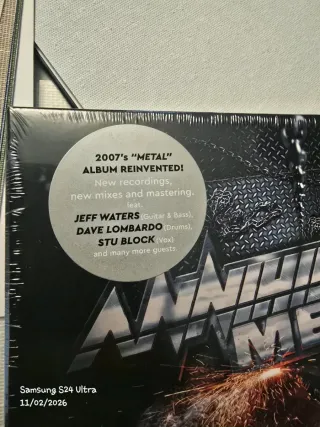 2007's "METAL"
ALBUM REINVENTED!
New recordings,
new mixes and mastering.
feat.
JEFF WATERS (Guitar & Bass),
DAVE LOMBARDO (Drums),
STU BLOCK (Vox)
and many more guests.
Samsung S24 Ultra
11/02/2026